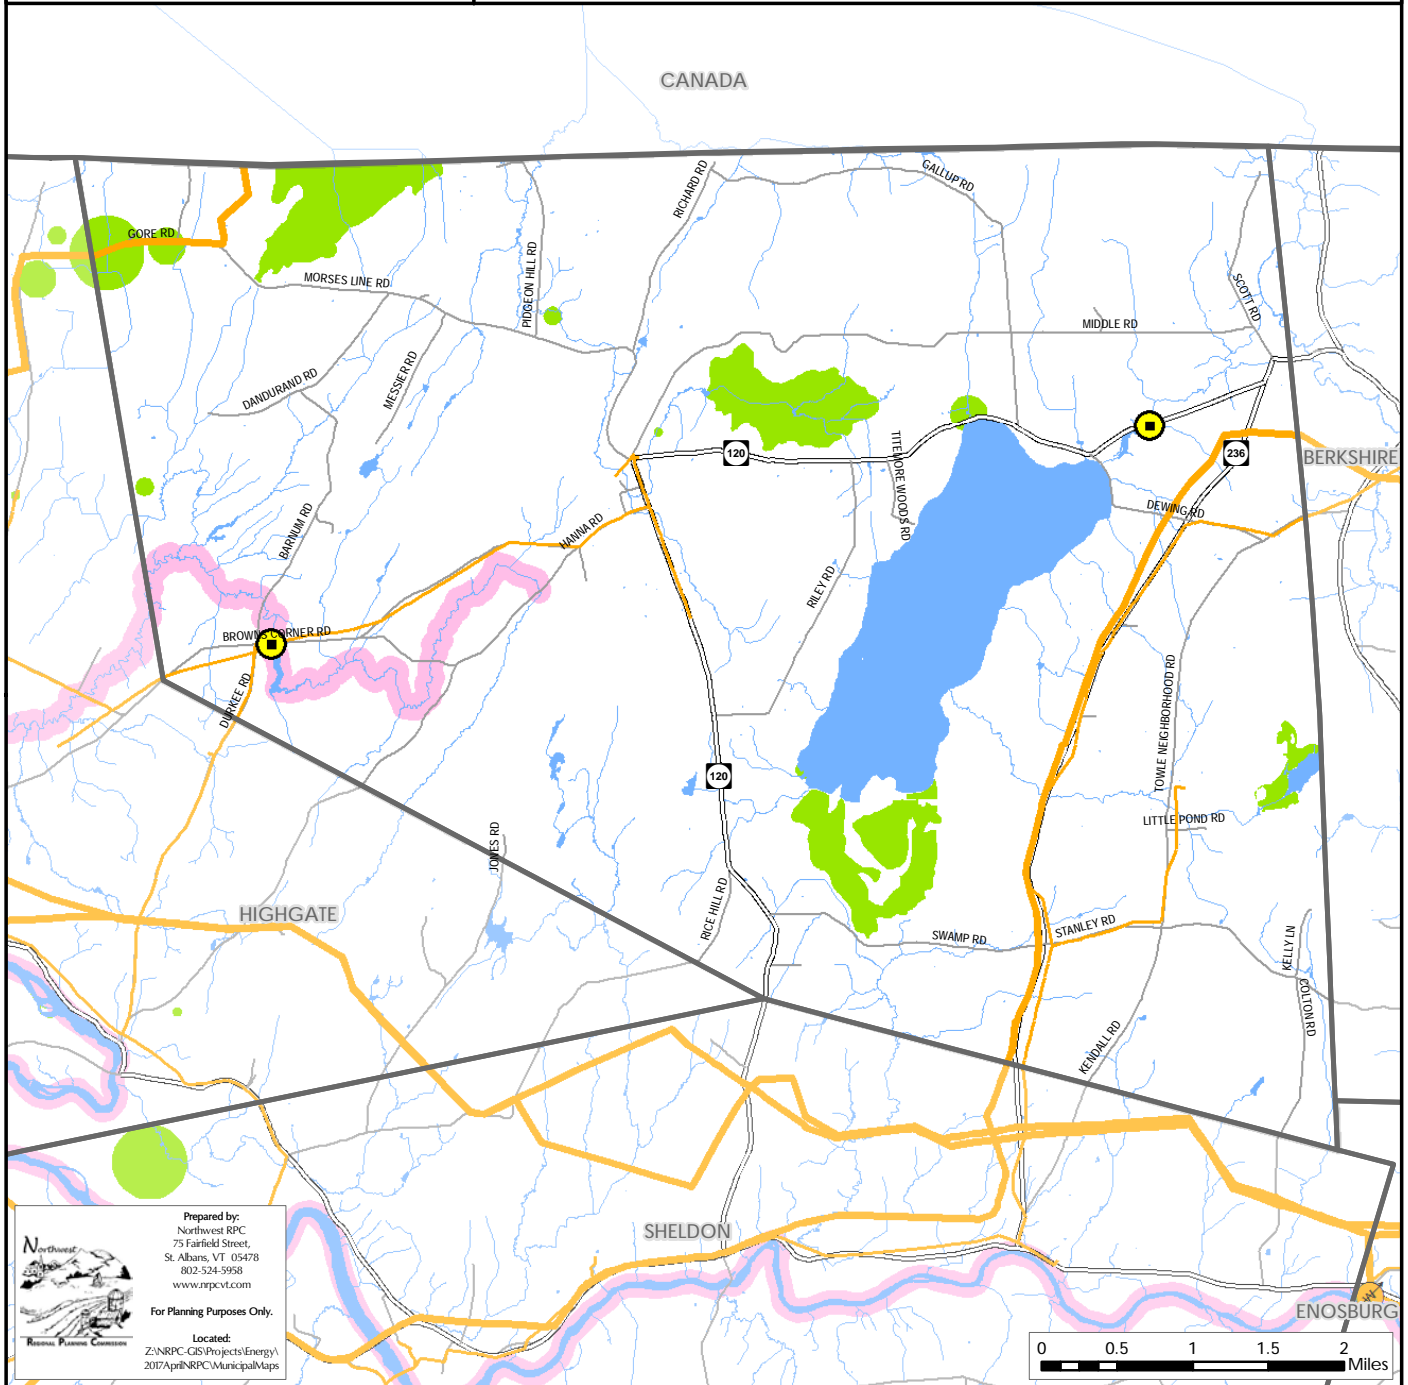 CANADA
GORE RD
MORSES LINE RD
PIDGEON HILL RD
RICHARD RD
GALLUP RD
SCOTT RD
MIDDLE RD
DANDURAND RD
MESSIER RD
120
TITEMORE WOODS RD
236
BERKSHIRE
DEWING RD
BARNUM RD
HANNA RD
RILEY RD
BROWNS CORNER RD
DURKEE RD
TOWLE NEIGHBORHOOD RD
120
LITTLE POND RD
JONES RD
HIGHGATE
RICE HILL RD
SWAMP RD
STANLEY RD
KELLY LN
COLTON RD
KENDALL RD
SHELDON
ENOSBURG
Northwest
REGIONAL PLANNING COMMISSION
Prepared by:
Northwest RPC
75 Fairfield Street,
St. Albans, VT 05478
802-524-5958
www.nrpcvt.com
For Planning Purposes Only.
Located:
Z:\NRPC-GIS\Projects\Energy\
2017AprilNRPC\MunicipalMaps
0 0.5 1 1.5 2
Miles